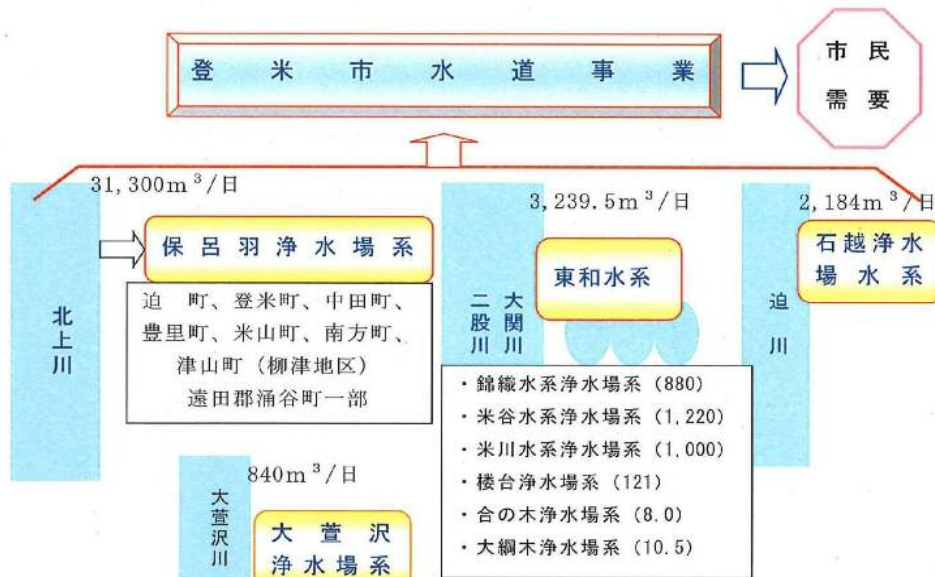 登米市水道事業
市民
需要
31,300m³/日
3,239.5m³/日
2,184m³/日
保呂羽浄水場系
迫 町、登米町、中田町、
豊里町、米山町、南方町、
津山町（柳津地区）
遠田郡涌谷町一部
北上川
東和水系
二股川
大関川
・錦織水系浄水場系（880）
・米谷水系浄水場系（1,220）
・米川水系浄水場系（1,000）
・楼台浄水場系（121）
・合の木浄水場系（8.0）
・大綱木浄水場系（10.5）
石越浄水
場水系
迫川
840m³/日
大萱沢川
大萱沢
浄水場系